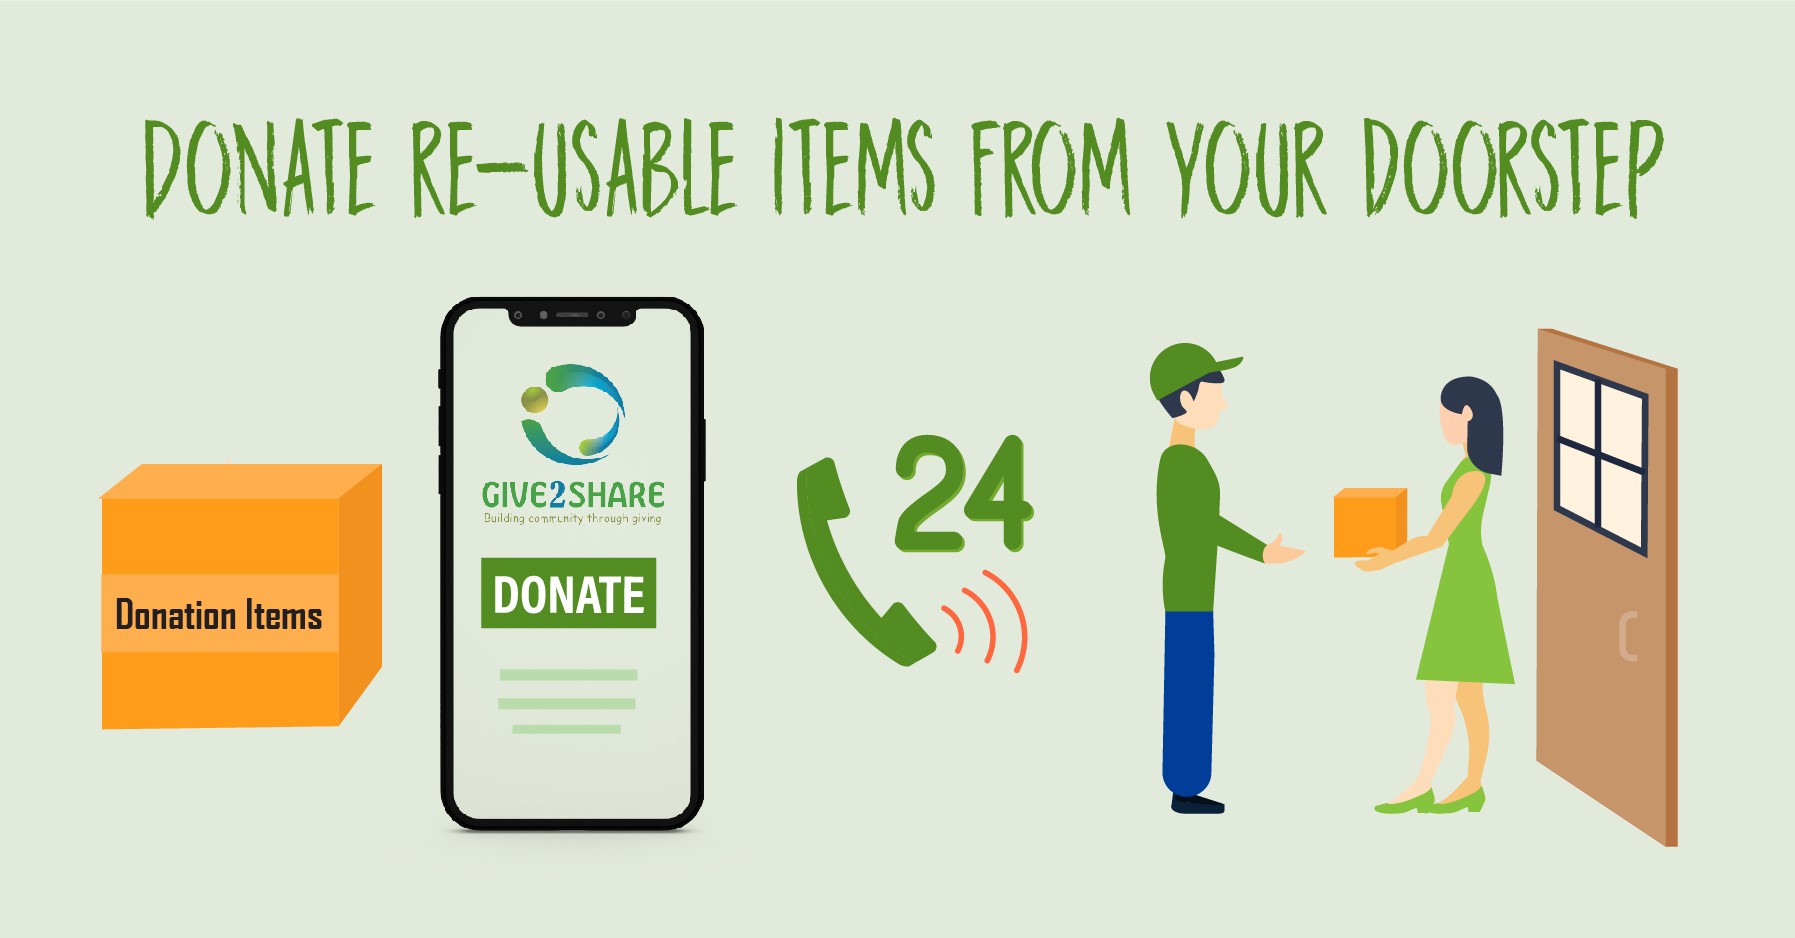 DONATE RE-USABLE ITEMS FROM YOUR DOORSTEP
Donation Items
GIVE2SHARE
Building community through giving
DONATE
24